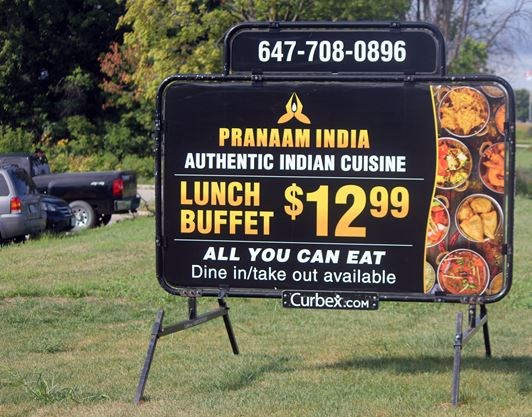 647-708-0896
PRANAAM INDIA
AUTHENTIC INDIAN CUISINE
LUNCH
BUFFET $12.99
ALL YOU CAN EAT
Dine in/take out available
Curbex.COM